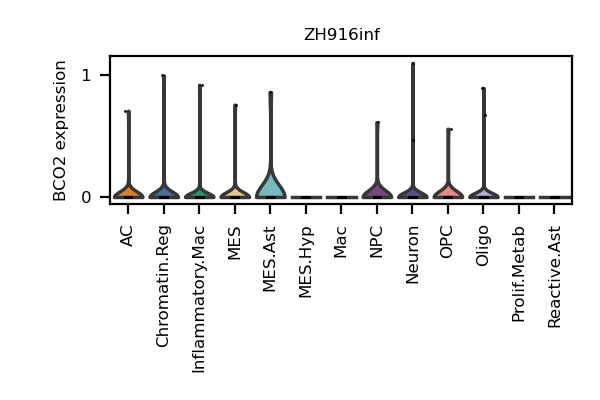 ZH916inf
BCO2 expression
1
0
AC
Chromatin.Reg
Inflammatory.Mac
MES
MES.Ast
MES.Hyp
Mac
NPC
Neuron
OPC
Oligo
Prolif.Metab
Reactive.Ast